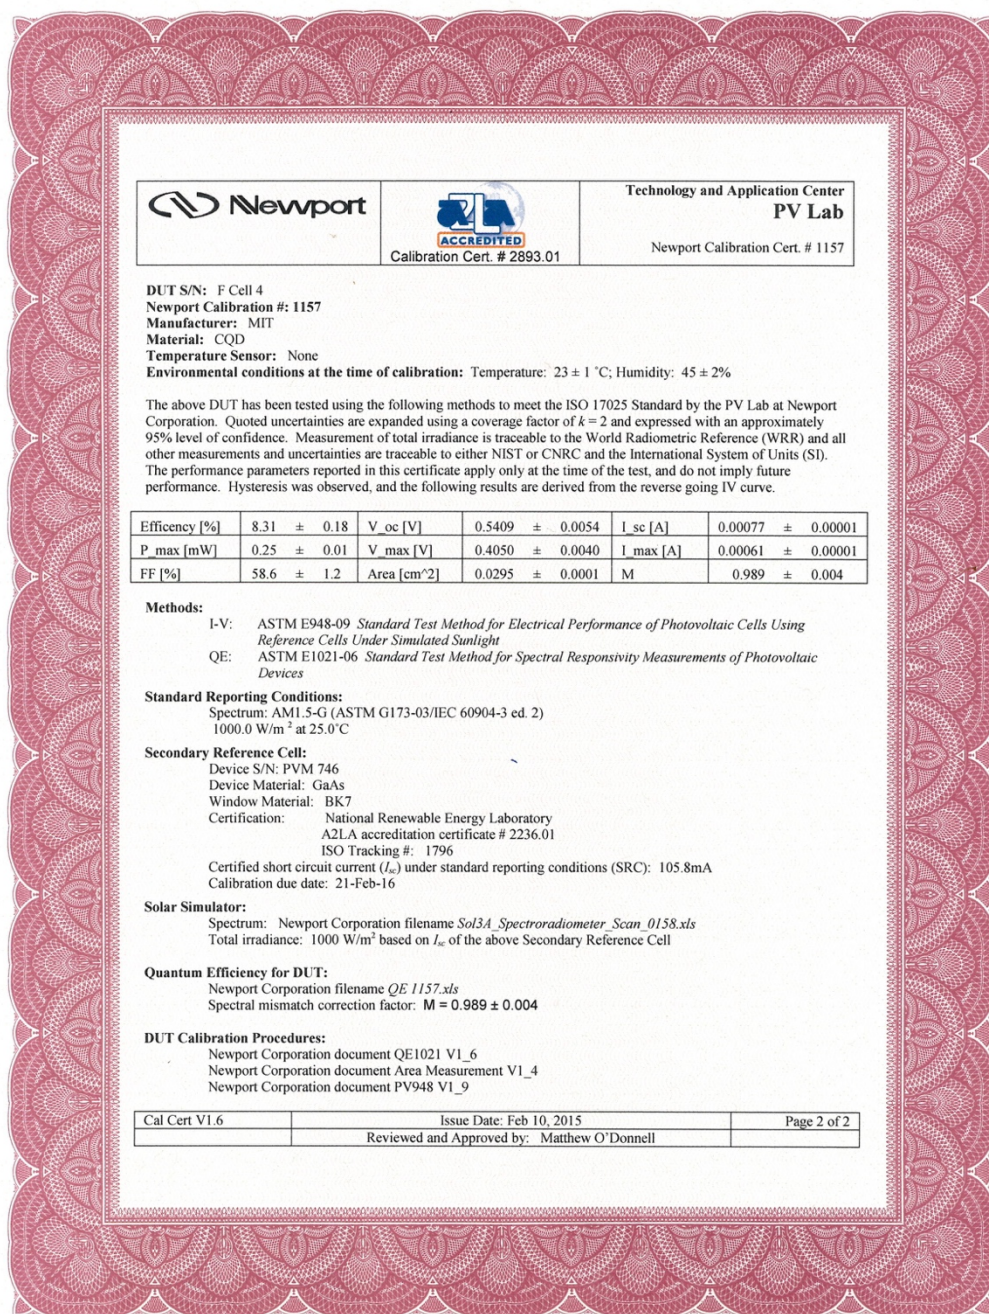 Newport
A2LA
ACCREDITED
Calibration Cert. # 2893.01
Technology and Application Center
PV Lab
Newport Calibration Cert. # 1157
DUT S/N: F Cell 4
Newport Calibration #: 1157
Manufacturer: MIT
Material: CQD
Temperature Sensor: None
Environmental conditions at the time of calibration: Temperature: 23 ± 1 °C; Humidity: 45 ± 2%
The above DUT has been tested using the following methods to meet the ISO 17025 Standard by the PV Lab at Newport
Corporation. Quoted uncertainties are expanded using a coverage factor of k = 2 and expressed with an approximately
95% level of confidence. Measurement of total irradiance is traceable to the World Radiometric Reference (WRR) and all
other measurements and uncertainties are traceable to either NIST or CNRC and the International System of Units (SI).
The performance parameters reported in this certificate apply only at the time of the test, and do not imply future
performance. Hysteresis was observed, and the following results are derived from the reverse going IV curve.
Efficency [%] 8.31 ± 0.18 V_oc [V] 0.5409 ± 0.0054 I_sc [A] 0.00077 ± 0.00001
P_max [mW] 0.25 ± 0.01 V_max [V] 0.4050 ± 0.0040 I_max [A] 0.00061 ± 0.00001
FF [%] 58.6 ± 1.2 Area [cm^2] 0.0295 ± 0.0001 M 0.989 ± 0.004
Methods:
I-V: ASTM E948-09 Standard Test Method for Electrical Performance of Photovoltaic Cells Using
Reference Cells Under Simulated Sunlight
QE: ASTM E1021-06 Standard Test Method for Spectral Responsivity Measurements of Photovoltaic
Devices
Standard Reporting Conditions:
Spectrum: AM1.5-G (ASTM G173-03/IEC 60904-3 ed. 2)
1000.0 W/m ² at 25.0°C
Secondary Reference Cell:
Device S/N: PVM 746
Device Material: GaAs
Window Material: BK7
Certification: National Renewable Energy Laboratory
A2LA accreditation certificate # 2236.01
ISO Tracking #: 1796
Certified short circuit current (Isc) under standard reporting conditions (SRC): 105.8mA
Calibration due date: 21-Feb-16
Solar Simulator:
Spectrum: Newport Corporation filename Sol3A_Spectroradiometer_Scan_0158.xls
Total irradiance: 1000 W/m² based on Isc of the above Secondary Reference Cell
Quantum Efficiency for DUT:
Newport Corporation filename QE 1157.xls
Spectral mismatch correction factor: M = 0.989 ± 0.004
DUT Calibration Procedures:
Newport Corporation document QE1021 V1_6
Newport Corporation document Area Measurement V1_4
Newport Corporation document PV948 V1_9
Cal Cert V1.6 Issue Date: Feb 10, 2015 Page 2 of 2
Reviewed and Approved by: Matthew O'Donnell